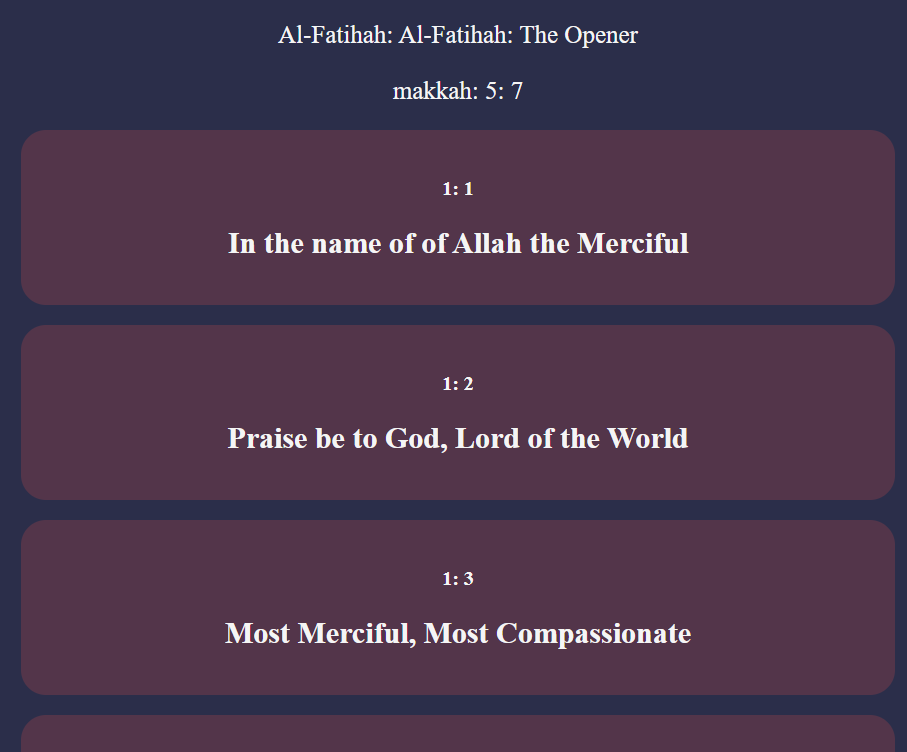 Al-Fatihah: Al-Fatihah: The Opener
makkah: 5: 7
1: 1
In the name of of Allah the Merciful
1: 2
Praise be to God, Lord of the World
1: 3
Most Merciful, Most Compassionate